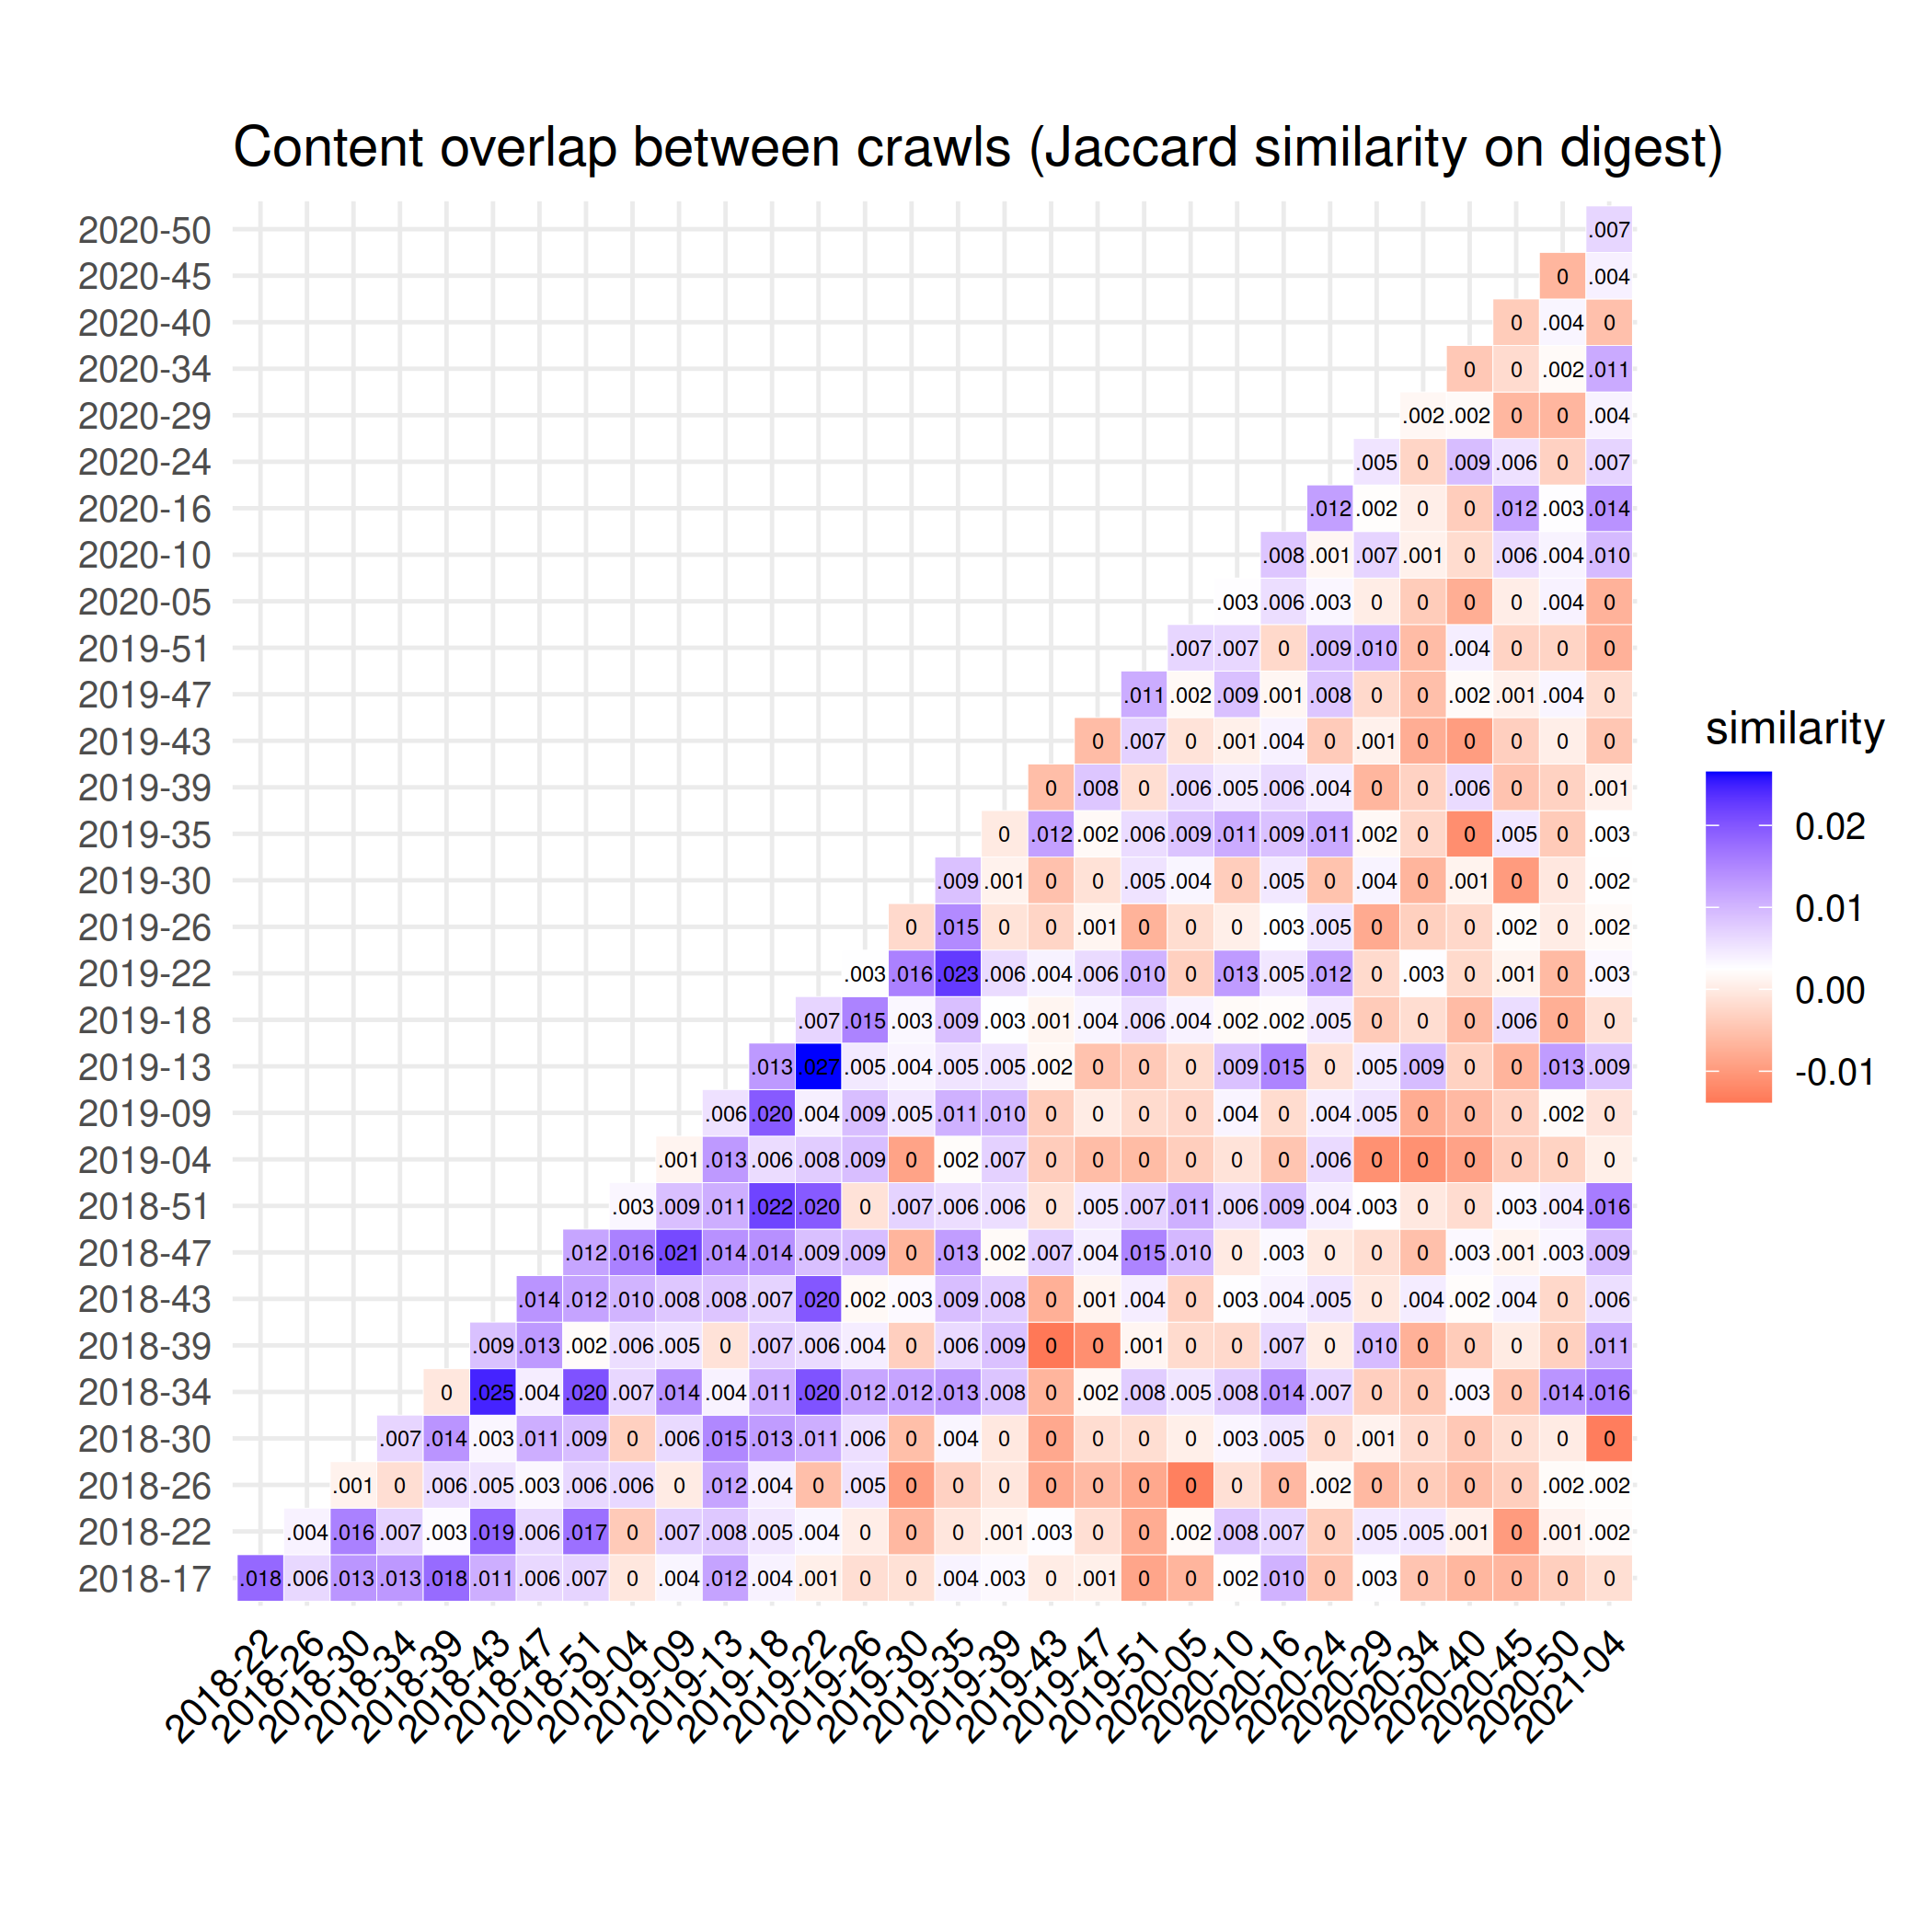 Content overlap between crawls (Jaccard similarity on digest)
2020-50 .007
2020-45 0 .004
2020-40 0 .004 0
2020-34 0 0 .002 .011
2020-29 .002 .002 0 0 .004
2020-24 .005 0 .009 .006 0 .007
2020-16 .012 .002 0 0 .012 .003 .014
2020-10 .008 .001 .007 .001 0 .006 .004 .010
2020-05 .003 .006 .003 0 0 0 0 .004 0
2019-51 .007 .007 0 .009 .010 0 .004 0 0 0
2019-47 .011 .002 .009 .001 .008 0 0 .002 .001 .004 0
2019-43 0 .007 0 .001 .004 0 .001 0 0 0 0 0
2019-39 0 .008 0 .006 .005 .006 .004 0 0 .006 0 0 .001
2019-35 0 .012 .002 .006 .009 .011 .009 .011 .002 0 0 .005 0 .003
2019-30 .009 .001 0 0 .005 .004 0 .005 0 .004 0 .001 0 0 .002
2019-26 0 .015 0 0 .001 0 0 0 .003 .005 0 0 0 .002 0 .002
2019-22 .003 .016 .023 .006 .004 .006 .010 0 .013 .005 .012 0 .003 0 .001 0 .003
2019-18 .007 .015 .003 .009 .003 .001 .004 .006 .004 .002 .002 .005 0 0 0 .006 0 0
2019-13 .013 .027 .005 .004 .005 .005 .002 0 0 0 .009 .015 0 .005 .009 0 0 .013 .009
2019-09 .006 .020 .004 .009 .005 .011 .010 0 0 0 0 .004 0 .004 .005 0 0 0 .002 0
2019-04 .001 .013 .006 .008 .009 0 .002 .007 0 0 0 0 0 0 .006 0 0 0 0 0 0
2018-51 .003 .009 .011 .022 .020 0 .007 .006 .006 0 .005 .007 .011 .006 .009 .004 .003 0 0 .003 .004 .016
2018-47 .012 .016 .021 .014 .014 .009 .009 0 .013 .002 .007 .004 .015 .010 0 .003 0 0 0 .003 .001 .003 .009
2018-43 .014 .012 .010 .008 .008 .007 .020 .002 .003 .009 .008 0 .001 .004 0 .003 .004 .005 0 .004 .002 .004 0 .006
2018-39 .009 .013 .002 .006 .005 0 .007 .006 .004 0 .006 .009 0 0 .001 0 0 .007 0 .010 0 0 0 0 .011
2018-34 0 .025 .004 .020 .007 .014 .004 .011 .020 .012 .012 .013 .008 0 .002 .008 .005 .008 .014 .007 0 0 .003 0 .014 .016
2018-30 .007 .014 .003 .011 .009 0 .006 .015 .013 .011 .006 0 .004 0 0 0 0 0 .003 .005 0 .001 0 0 0 0 0
2018-26 .001 0 .006 .005 .003 .006 .006 0 .012 .004 0 .005 0 0 0 0 0 0 0 0 0 .002 0 0 0 0 .002 .002
2018-22 .004 .016 .007 .003 .019 .006 .017 0 .007 .008 .005 .004 0 0 0 .001 .003 0 0 .002 .008 .007 0 .005 .005 .001 0 .001 .002
2018-17 .018 .006 .013 .013 .018 .011 .006 .007 0 .004 .012 .004 .001 0 0 .004 .003 0 .001 0 0 .002 .010 0 .003 0 0 0 0 0
2018-22 2018-26 2018-30 2018-34 2018-39 2018-43 2018-47 2018-51 2019-04 2019-09 2019-13 2019-18 2019-22 2019-26 2019-30 2019-35 2019-39 2019-43 2019-47 2019-51 2020-05 2020-10 2020-16 2020-24 2020-29 2020-34 2020-40 2020-45 2020-50 2021-04
similarity
0.02
0.01
0.00
-0.01